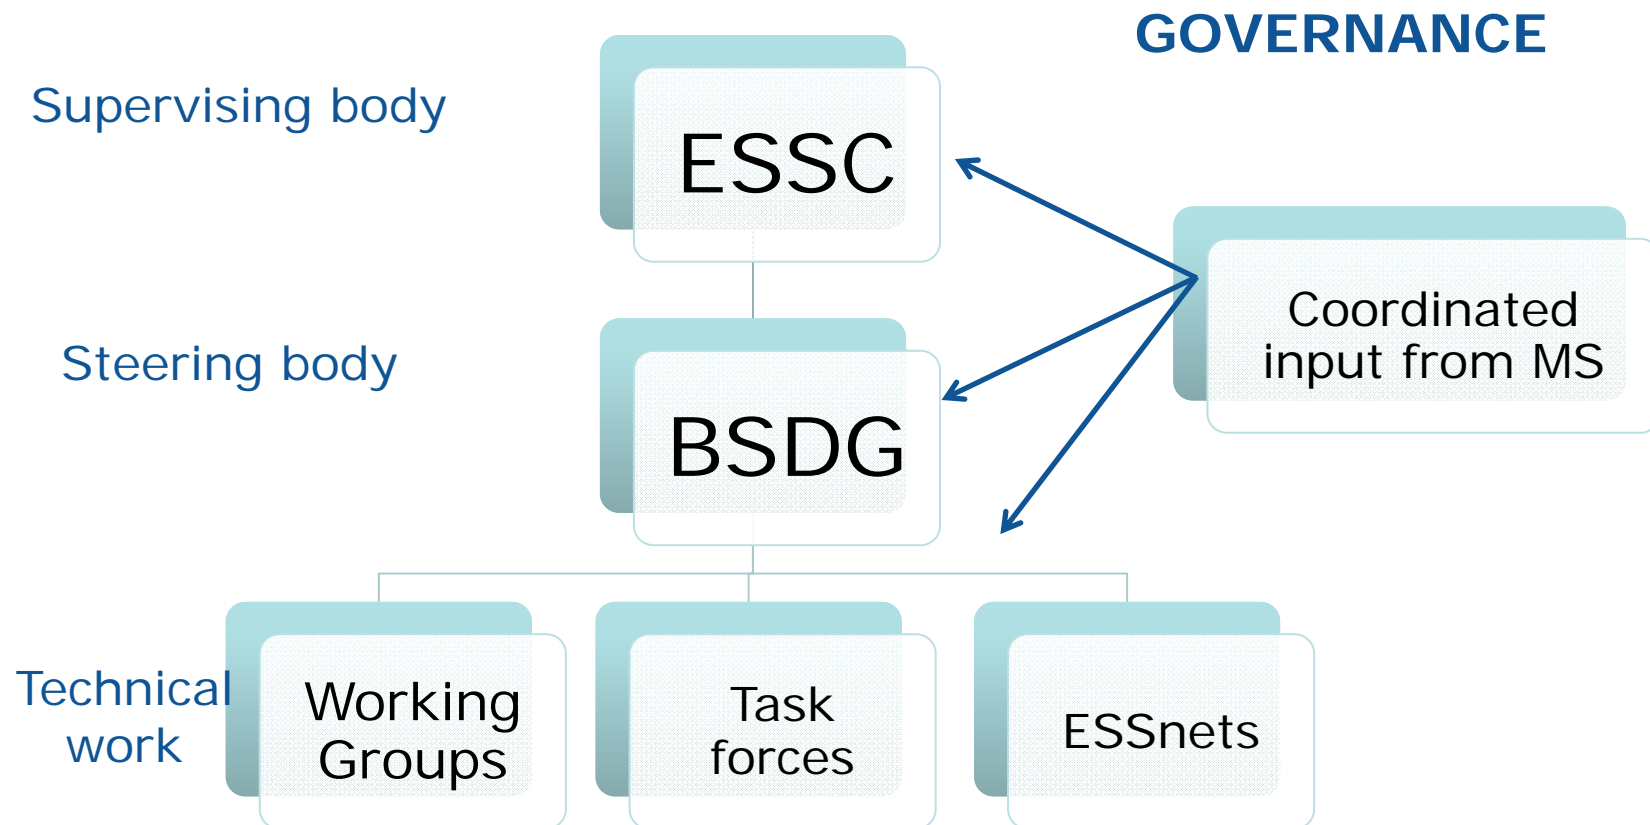 GOVERNANCE
Supervising body
ESSC
Coordinated
input from MS
Steering body
BSDG
Technical
work
Working
Groups
Task
forces
ESSnets